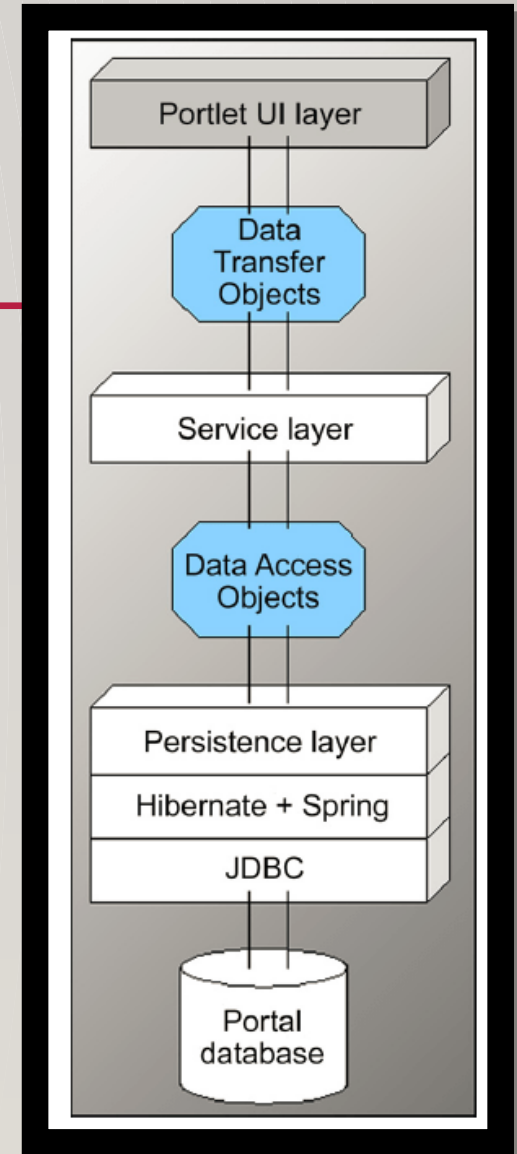 Portlet UI layer
Data
Transfer
Objects
Service layer
Data Access
Objects
Persistence layer
Hibernate + Spring
JDBC
Portal
database